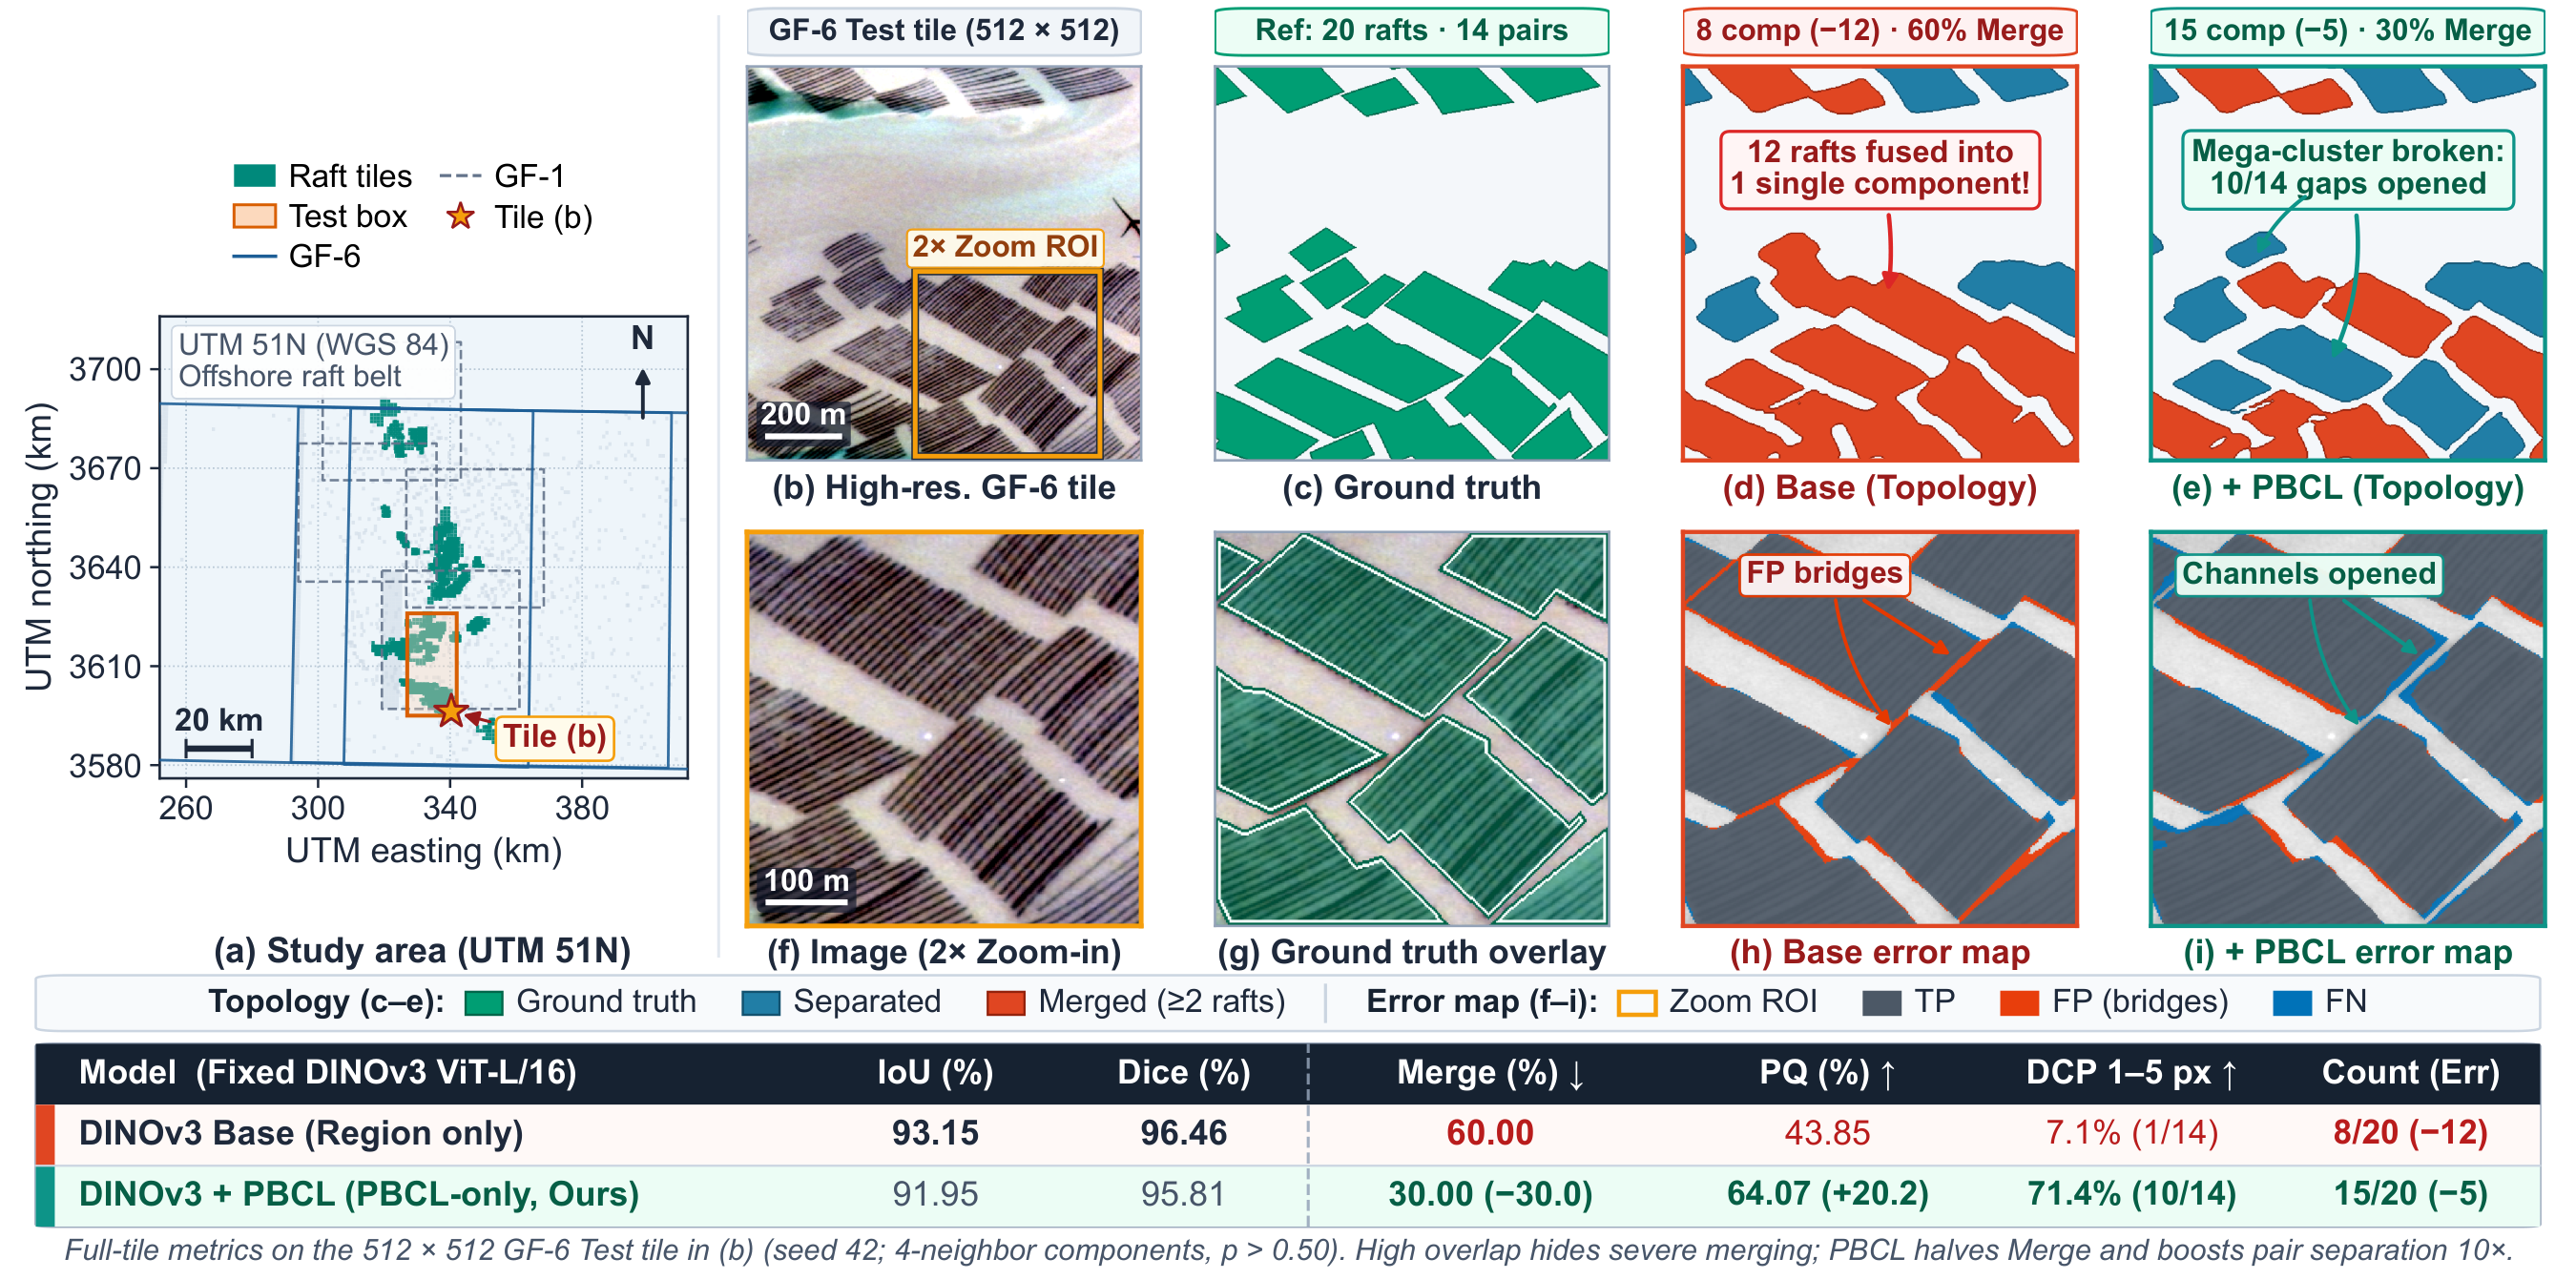 GF-6 Test tile (512 × 512)
Ref: 20 rafts · 14 pairs
8 comp (−12) · 60% Merge
15 comp (−5) · 30% Merge
Raft tiles
GF-1
Test box
Tile (b)
GF-6
UTM 51N (WGS 84)
Offshore raft belt
N
3700
3670
3640
3610
3580
UTM northing (km)
20 km
Tile (b)
260
300
340
380
UTM easting (km)
(a) Study area (UTM 51N)
2× Zoom ROI
200 m
(b) High-res. GF-6 tile
(c) Ground truth
12 rafts fused into
1 single component!
(d) Base (Topology)
Mega-cluster broken:
10/14 gaps opened
(e) + PBCL (Topology)
100 m
(f) Image (2× Zoom-in)
(g) Ground truth overlay
FP bridges
(h) Base error map
Channels opened
(i) + PBCL error map
Topology (c–e): Ground truth Separated Merged (≥2 rafts) Error map (f–i): Zoom ROI TP FP (bridges) FN
Model (Fixed DINOv3 ViT-L/16) IoU (%) Dice (%) Merge (%) ↓ PQ (%) ↑ DCP 1–5 px ↑ Count (Err)
DINOv3 Base (Region only) 93.15 96.46 60.00 43.85 7.1% (1/14) 8/20 (−12)
DINOv3 + PBCL (PBCL-only, Ours) 91.95 95.81 30.00 (−30.0) 64.07 (+20.2) 71.4% (10/14) 15/20 (−5)
Full-tile metrics on the 512 × 512 GF-6 Test tile in (b) (seed 42; 4-neighbor components, p > 0.50). High overlap hides severe merging; PBCL halves Merge and boosts pair separation 10×.